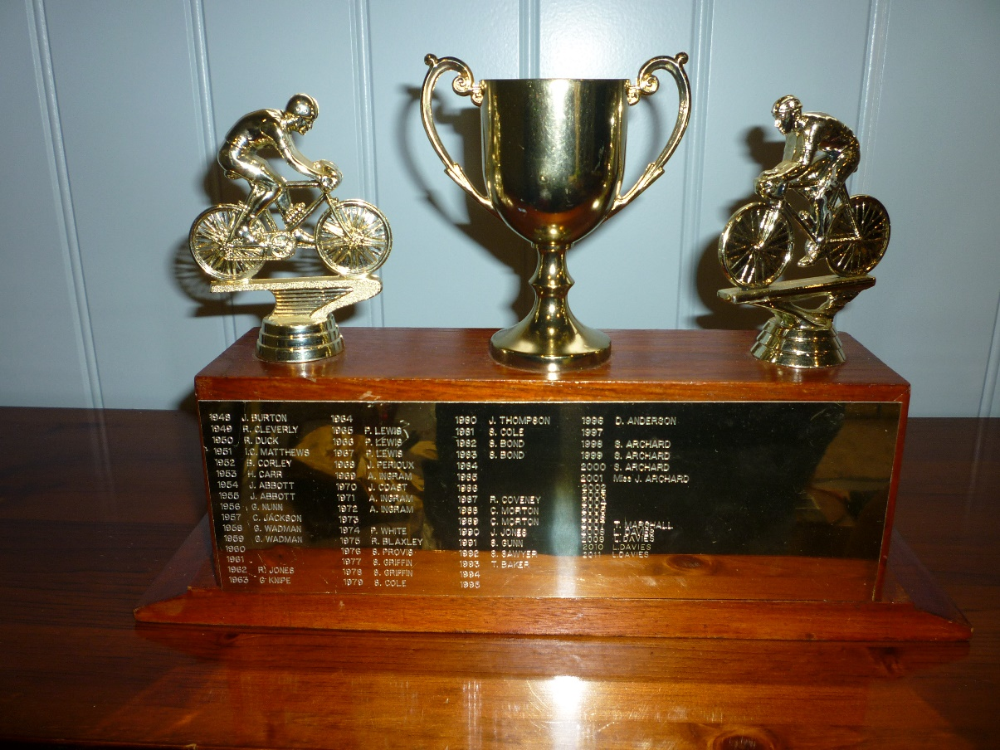 1948 J. BURTON
1949 R. CLEVERLY
1950 R. DUCK
1951 I.C. MATTHEWS
1952 B. CORLEY
1953 H. CARR
1954 J. ABBOTT
1955 J. ABBOTT
1956 G. NUNN
1957 C. JACKSON
1958 G. WADMAN
1959 G. WADMAN
1960
1961
1962 R. JONES
1963 G KNIPE
1964
1965 P. LEWIS
1966 P. LEWIS
1967 P. LEWIS
1968 J. PERIOUX
1969 A. INGRAM
1970 J. COAST
1971 A. INGRAM
1972 A. INGRAM
1973
1974 P. WHITE
1975 R. BLAXLEY
1976 S. PROVIS
1977 S. GRIFFIN
1978 S. GRIFFIN
1979 S. COLE
1980 J. THOMPSON
1981 S. COLE
1982 S. BOND
1983 S. BOND
1984
1985
1986
1987 R. COVENEY
1988 C. MORTON
1989 C. MORTON
1990 J. JONES
1991 S. GUNN
1992 S. SAWYER
1993 T. BAKER
1994
1995
1996 D. ANDERSON
1997
1998 S. ARCHARD
1999 S. ARCHARD
2000 S. ARCHARD
2001 Miss J. ARCHARD
T. MARSHALL
L. DAVIES
2009 L.DAVIES
2010 L.DAVIES
2011 L.DAVIES